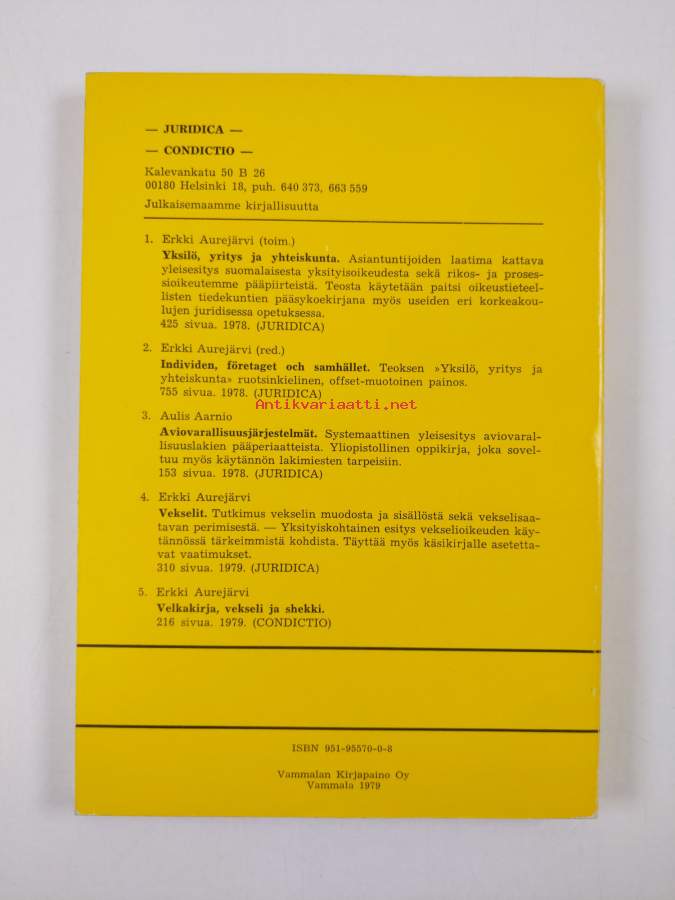 — JURIDICA —
— CONDICTIO —
Kalevankatu 50 B 26
00180 Helsinki 18, puh. 640 373, 663 559
Julkaisemaamme kirjallisuutta
1. Erkki Aurejärvi (toim.)
Yksilö, yritys ja yhteiskunta. Asiantuntijoiden laatima kattava
yleisesitys suomalaisesta yksityisoikeudesta sekä rikos- ja proses-
sioikeutemme pääpiirteistä. Teosta käytetään paitsi oikeustieteel-
listen tiedekuntien pääsykoekirjana myös useiden eri korkeakou-
lujen juridisessa opetuksessa.
425 sivua. 1978. (JURIDICA)
2. Erkki Aurejärvi (red.)
Individen, företaget och samhället. Teoksen »Yksilö, yritys ja
yhteiskunta» ruotsinkielinen, offset-muotoinen painos.
755 sivua. 1978. (JURIDICA)
Antikvariaatti.net
3. Aulis Aarnio
Aviovarallisuusjärjestelmät. Systemaattinen yleisesitys aviovaral-
lisuuslakien pääperiaatteista. Yliopistollinen oppikirja, joka sovel-
tuu myös käytännön lakimiesten tarpeisiin.
153 sivua. 1978. (JURIDICA)
4. Erkki Aurejärvi
Vekselit. Tutkimus vekselin muodosta ja sisällöstä sekä vekselisaa-
tavan perimisestä. — Yksityiskohtainen esitys vekselioikeuden käy-
tännössä tärkeimmistä kohdista. Täyttää myös käsikirjalle asetetta-
vat vaatimukset.
310 sivua. 1979. (JURIDICA)
5. Erkki Aurejärvi
Velkakirja, vekseli ja shekki.
216 sivua. 1979. (CONDICTIO)
ISBN 951-95570-0-8
Vammalan Kirjapaino Oy
Vammala 1979